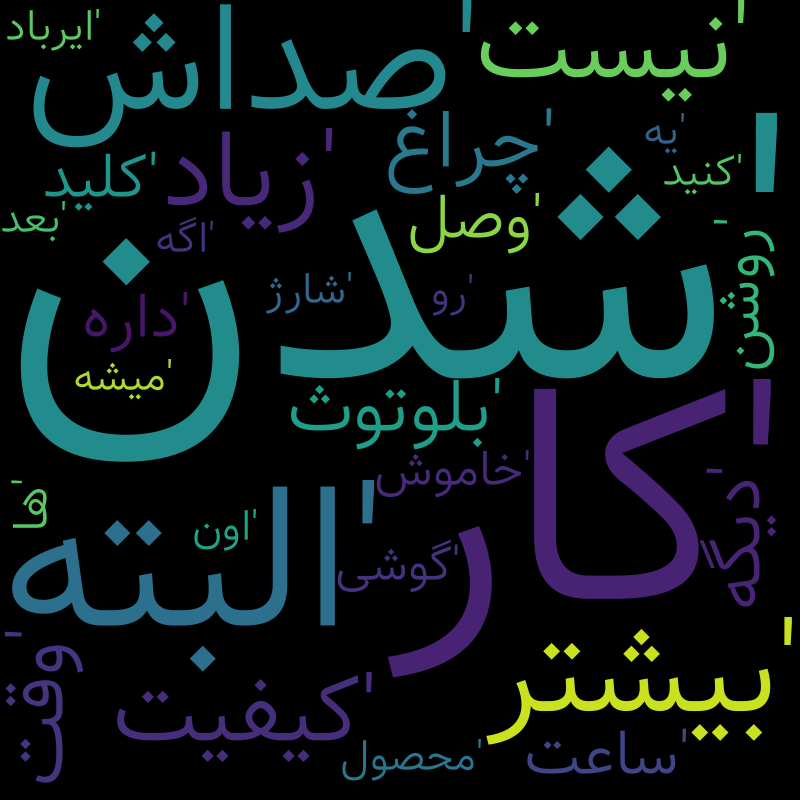 'ایرباد
'صداش
'نیست
'زیاد
'چراغ
'یه
'کلید
'کنید
'بعد
'اگه
'وصل
'شدن
'روشن
'داره
'شارژ
'رو
'میشه
'بلوتوث
'کار
'خاموش
'دیگه
'ها
'البته
'اون
'گوشی
'وقت
'بیشتر
'کیفیت
'محصول
'ساعت